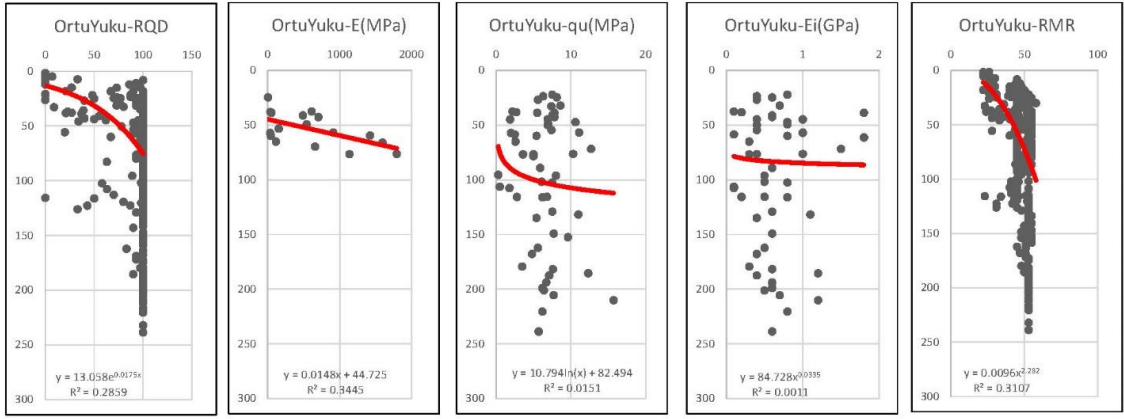 OrtuYuku-RQD
0 50 100 150
0
50
100
150
200
250
300
y = 13.058e^0.0175x
R² = 0.2859
OrtuYuku-E(MPa)
0 1000 2000
0
50
100
150
200
250
300
y = 0.0148x + 44.725
R² = 0.3445
OrtuYuku-qu(MPa)
0 10 20
0
50
100
150
200
250
300
y = 10.794ln(x) + 82.494
R² = 0.0151
OrtuYuku-Ei(GPa)
0 1 2
0
50
100
150
200
250
300
y = 84.728x^0.0335
R² = 0.0011
OrtuYuku-RMR
0 50 100
0
50
100
150
200
250
300
y = 0.0096x^2.282
R² = 0.3107